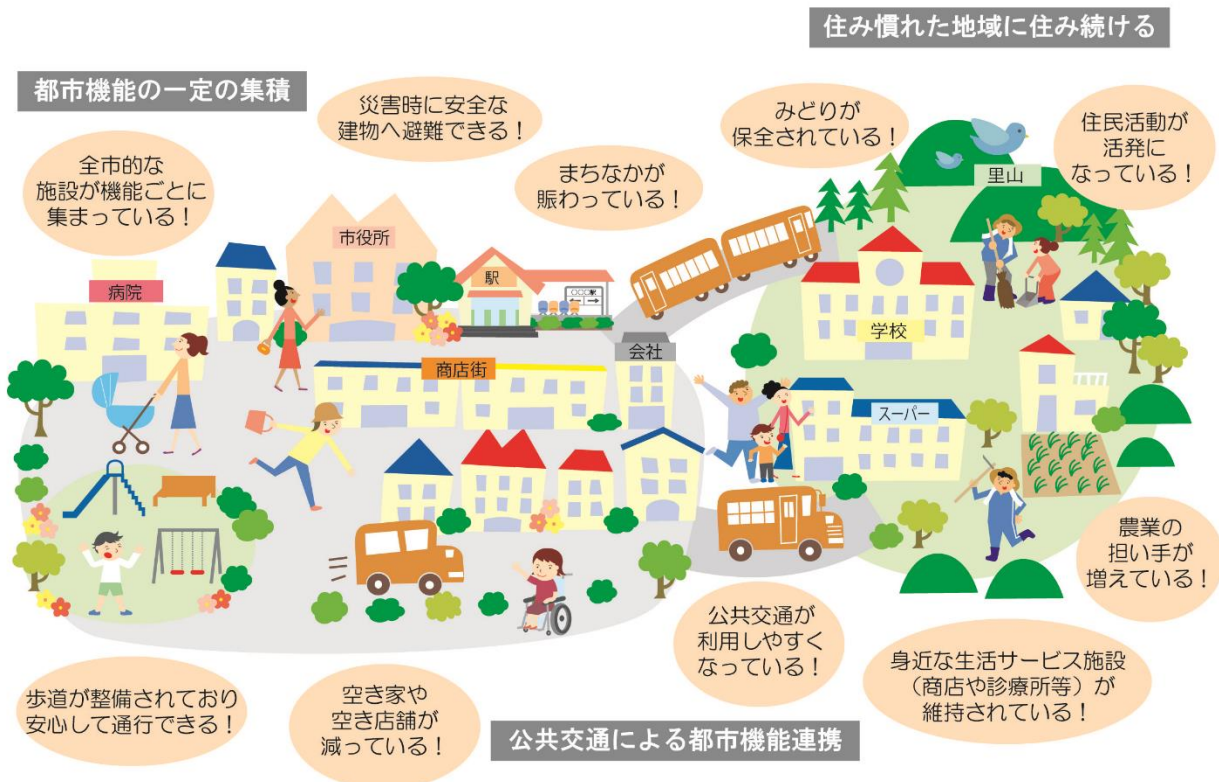 住み慣れた地域に住み続ける
都市機能の一定の集積
災害時に安全な
建物へ避難できる！
みどりが
保全されている！
住民活動が
活発に
なっている！
全市的な
施設が機能ごとに
集まっている！
まちなかが
賑わっている！
里山
市役所
駅
病院
学校
会社
商店街
スーパー
農業の
担い手が
増えている！
公共交通が
利用しやすく
なっている！
身近な生活サービス施設
（商店や診療所等）が
維持されている！
歩道が整備されており
安心して通行できる！
空き家や
空き店舗が
減っている！
公共交通による都市機能連携